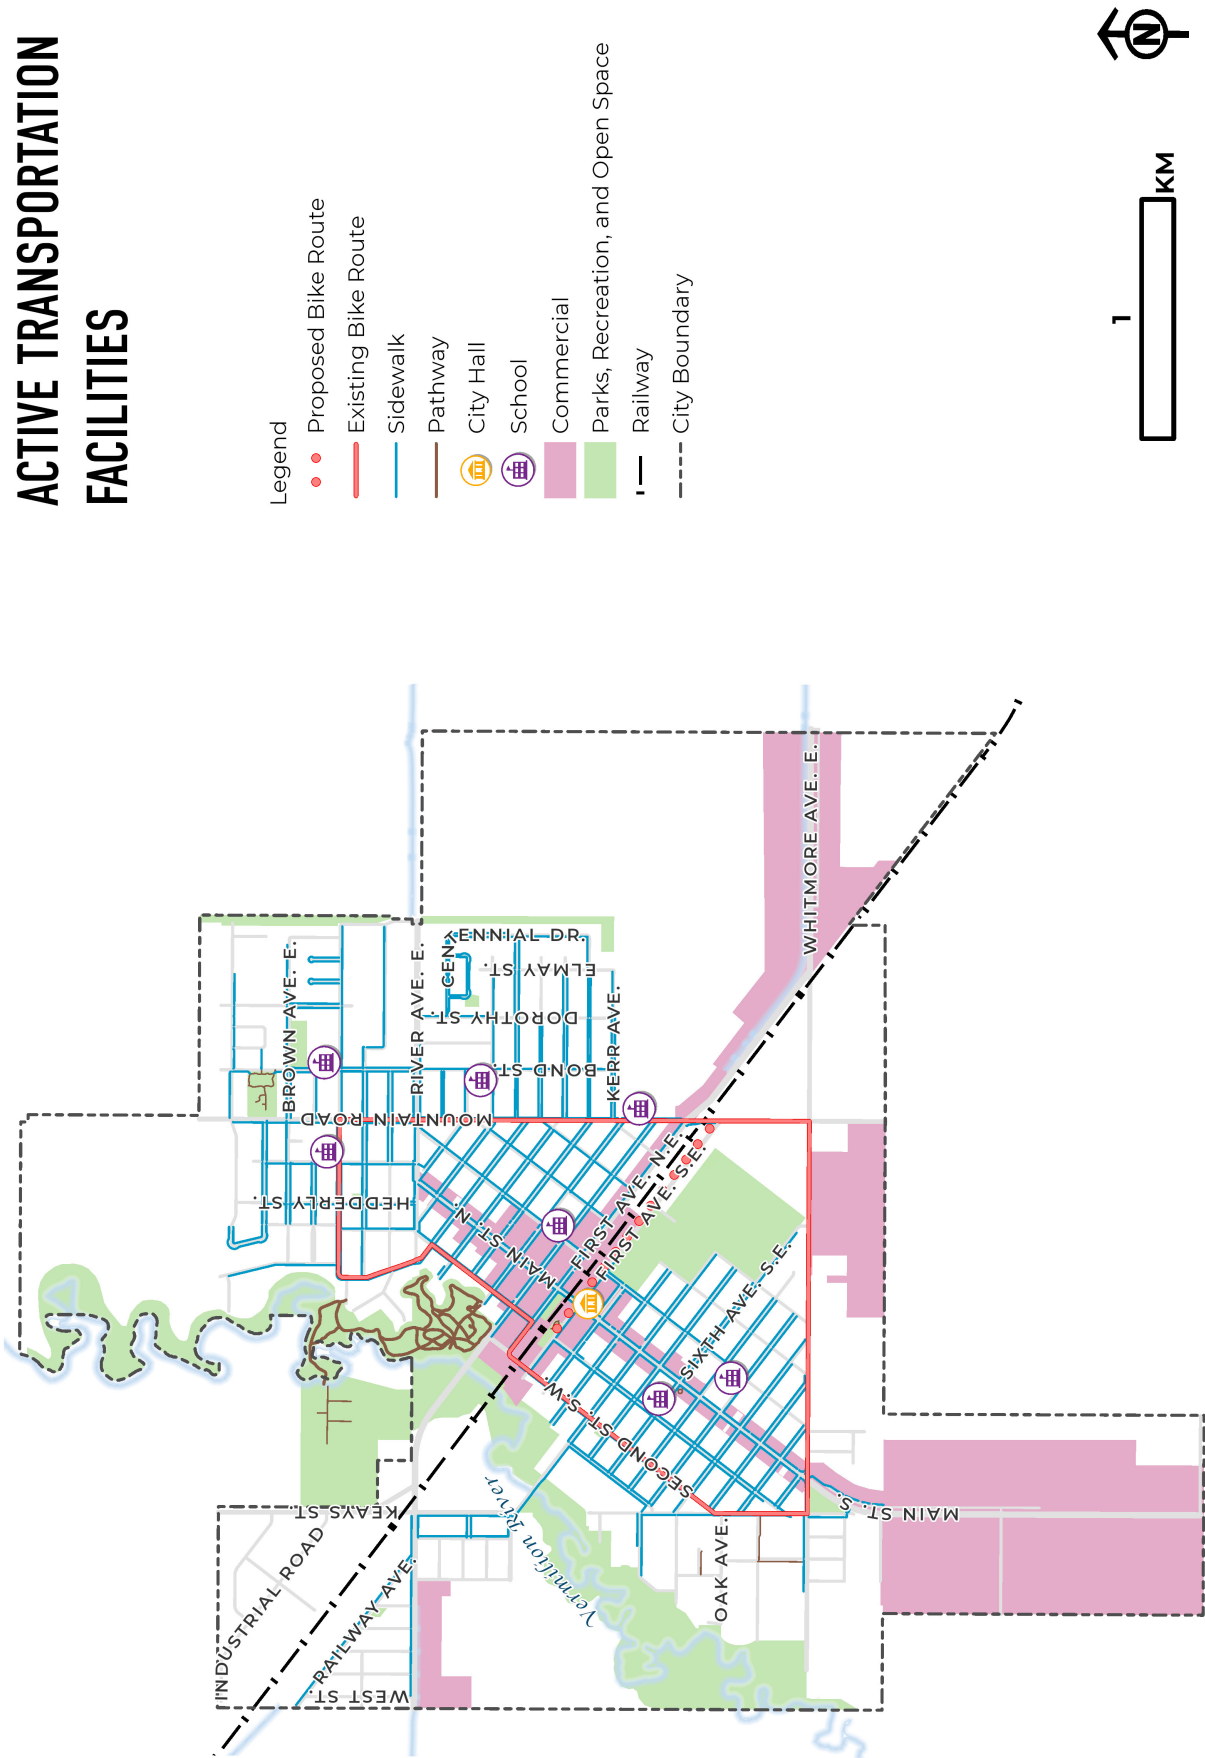 ACTIVE TRANSPORTATION
FACILITIES
Legend
Proposed Bike Route
Existing Bike Route
Sidewalk
Pathway
City Hall
School
Commercial
Parks, Recreation, and Open Space
Railway
City Boundary
1
KM
N
BROWN AVE. E.
RIVER AVE. E.
CENTENNIAL DR.
ELMAY ST.
DOROTHY ST.
BOND ST.
KERR AVE.
MOUNTAIN ROAD
HEDDERLY ST.
MAIN ST. N.
FIRST AVE. N.E.
FIRST AVE. S.E.
WHITMORE AVE. E.
SIXTH AVE. S.E.
SECOND ST. S.W.
MAIN ST. S.
OAK AVE.
Vermilion River
KEAYS ST.
INDUSTRIAL ROAD
RAILWAY AVE.
WEST ST.